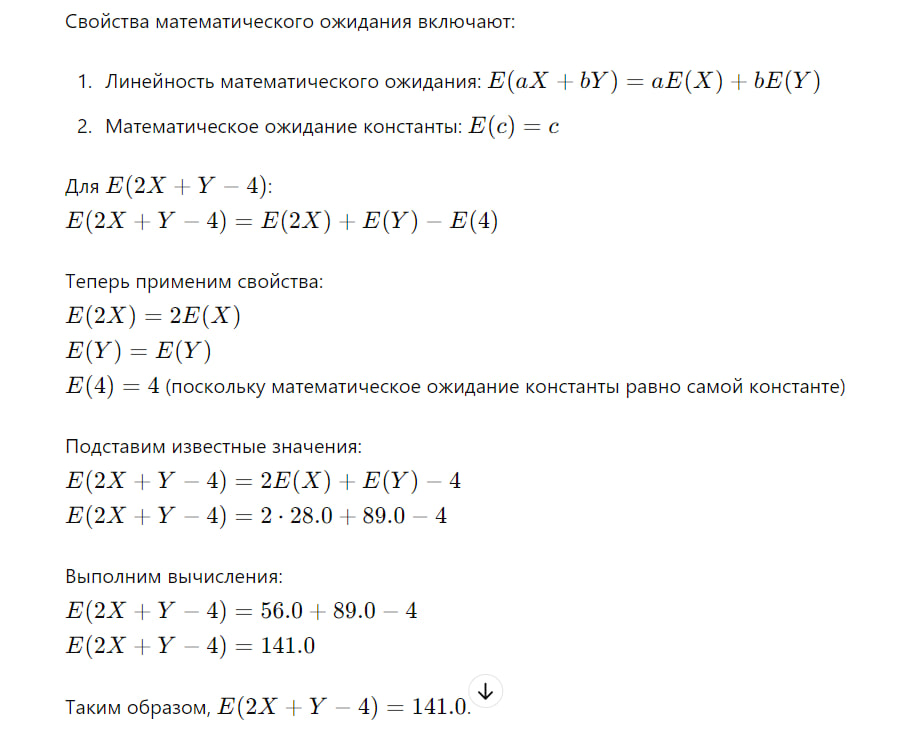 Свойства математического ожидания включают:
1. Линейность математического ожидания: E(aX + bY) = aE(X) + bE(Y)
2. Математическое ожидание константы: E(c) = c
Для E(2X + Y − 4):
E(2X + Y − 4) = E(2X) + E(Y) − E(4)
Теперь применим свойства:
E(2X) = 2E(X)
E(Y) = E(Y)
E(4) = 4 (поскольку математическое ожидание константы равно самой константе)
Подставим известные значения:
E(2X + Y − 4) = 2E(X) + E(Y) − 4
E(2X + Y − 4) = 2 · 28.0 + 89.0 − 4
Выполним вычисления:
E(2X + Y − 4) = 56.0 + 89.0 − 4
E(2X + Y − 4) = 141.0
Таким образом, E(2X + Y − 4) = 141.0.